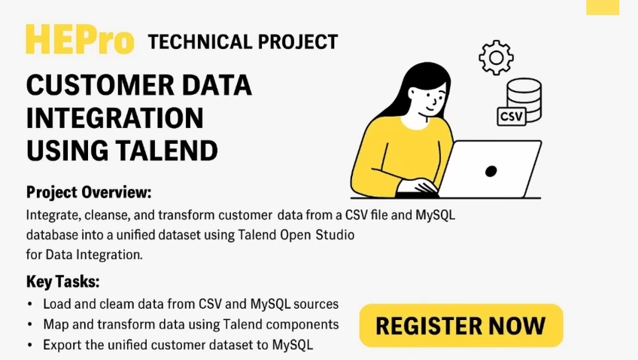 HEPro TECHNICAL PROJECT
CUSTOMER DATA
INTEGRATION
USING TALEND
CSV
Project Overview:
Integrate, cleanse, and transform customer data from a CSV file and MySQL
database into a unified dataset using Talend Open Studio
for Data Integration.
Key Tasks:
• Load and cleam data from CSV and MySQL sources
• Map and transform data using Talend components
• Export the unified customer dataset to MySQL
REGISTER NOW